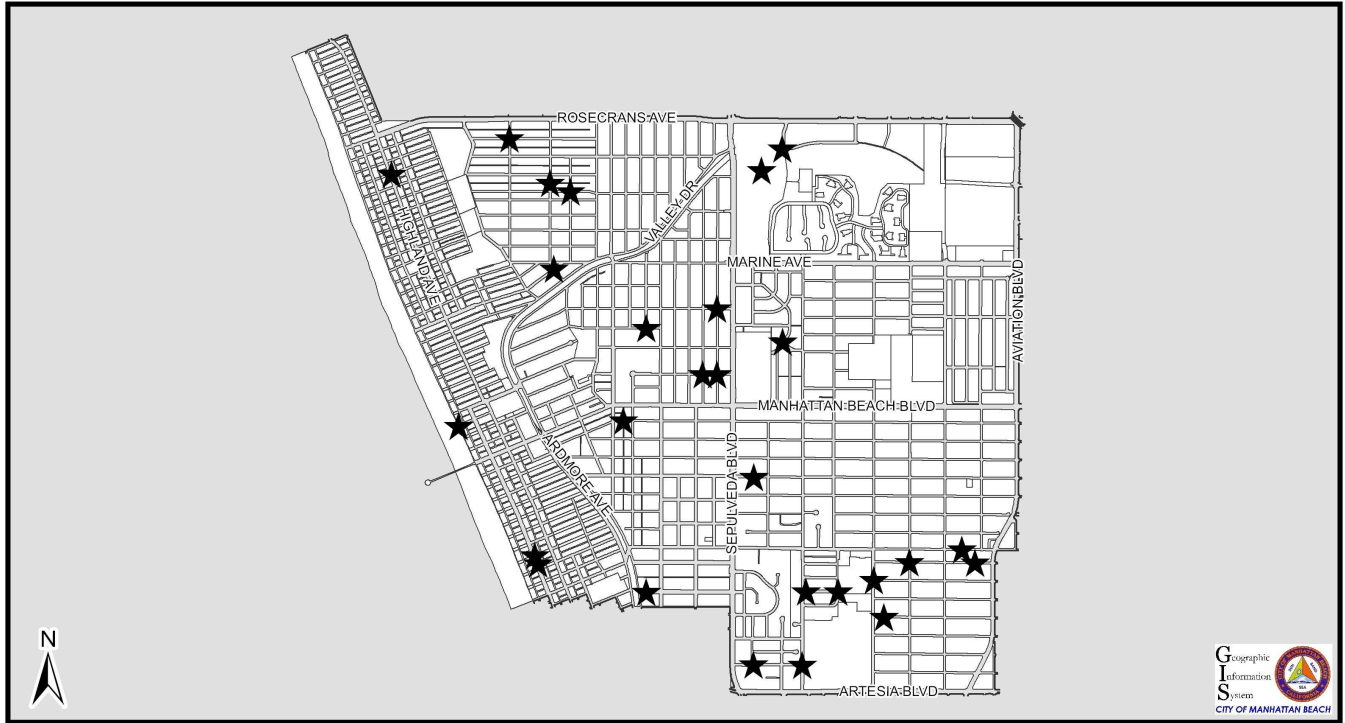 ROSECRANS AVE
HIGHLAND AVE
VALLEY DR
MARINE AVE
AVIATION BLVD
MANHATTAN BEACH BLVD
ARDMORE AVE
SEPULVEDA BLVD
ARTESIA BLVD
N
Geographic
Information
System
CITY OF MANHATTAN BEACH